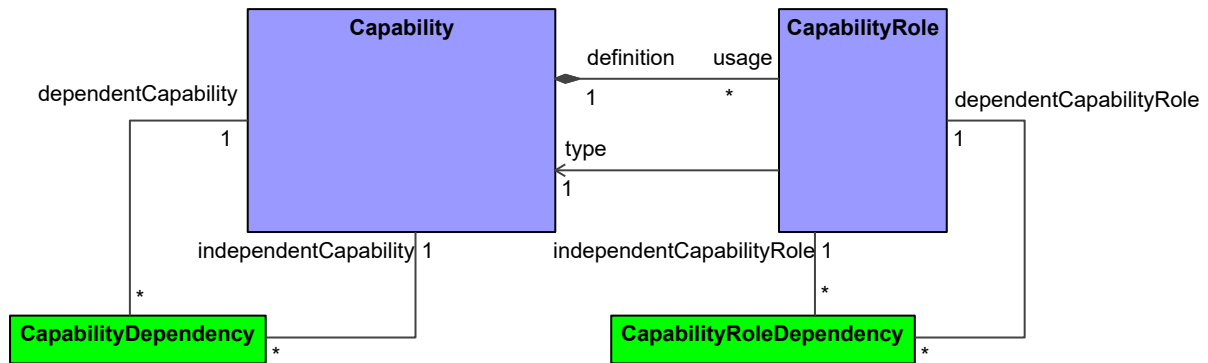 Capability
CapabilityRole
definition
usage
1
*
dependentCapability
1
dependentCapabilityRole
1
type
1
independentCapability
1
independentCapabilityRole
1
*
*
CapabilityDependency
*
CapabilityRoleDependency
*